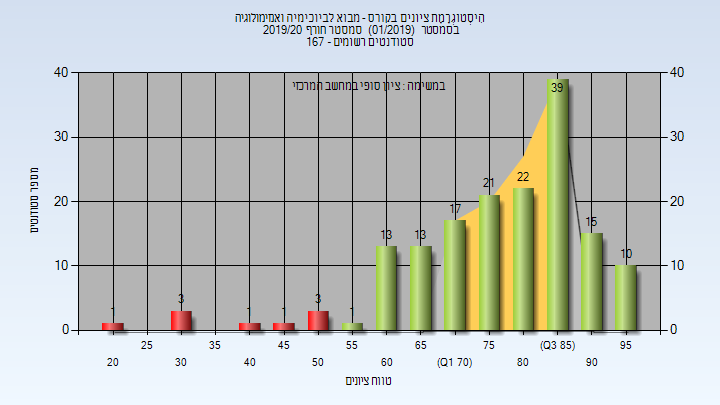 היסטוגרמת ציונים בקורס - מבוא לביוכימיה ואנזימולוגיה
בסמסטר (01/2019) סמסטר חורף 2019/20
סטודנטים רשומים - 167
במשימה : ציון סופי במחשב המרכזי
מספר סטודנטים
40 40
30 30
20 20
10 10
0 0
1 3 1 1 3 1 13 13 17 21 22 39 15 10
25 35 45 55 65 75 (Q3 85) 95
20 30 40 50 60 (Q1 70) 80 90
טווח ציונים